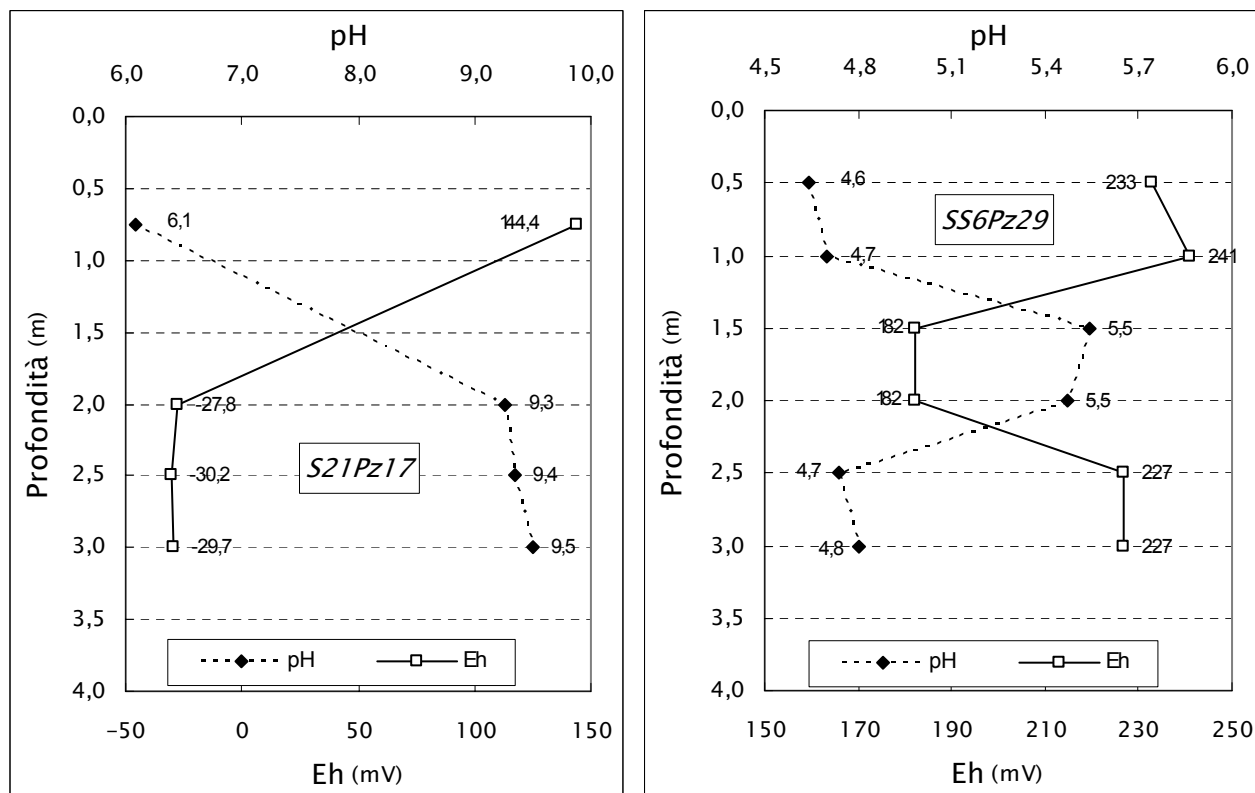 pH
6,0 7,0 8,0 9,0 10,0
0,0
0,5
6,1 144,4
1,0
1,5
2,0 -27,8 9,3
S21Pz17
2,5 -30,2 9,4
3,0 -29,7 9,5
3,5
pH Eh
4,0
-50 0 50 100 150
Eh (mV)
Profondità (m)
pH
4,5 4,8 5,1 5,4 5,7 6,0
0,0
0,5 4,6 233
SS6Pz29
1,0 4,7 241
1,5 182 5,5
2,0 182 5,5
2,5 4,7 227
3,0 4,8 227
3,5
pH Eh
4,0
150 170 190 210 230 250
Eh (mV)
Profondità (m)